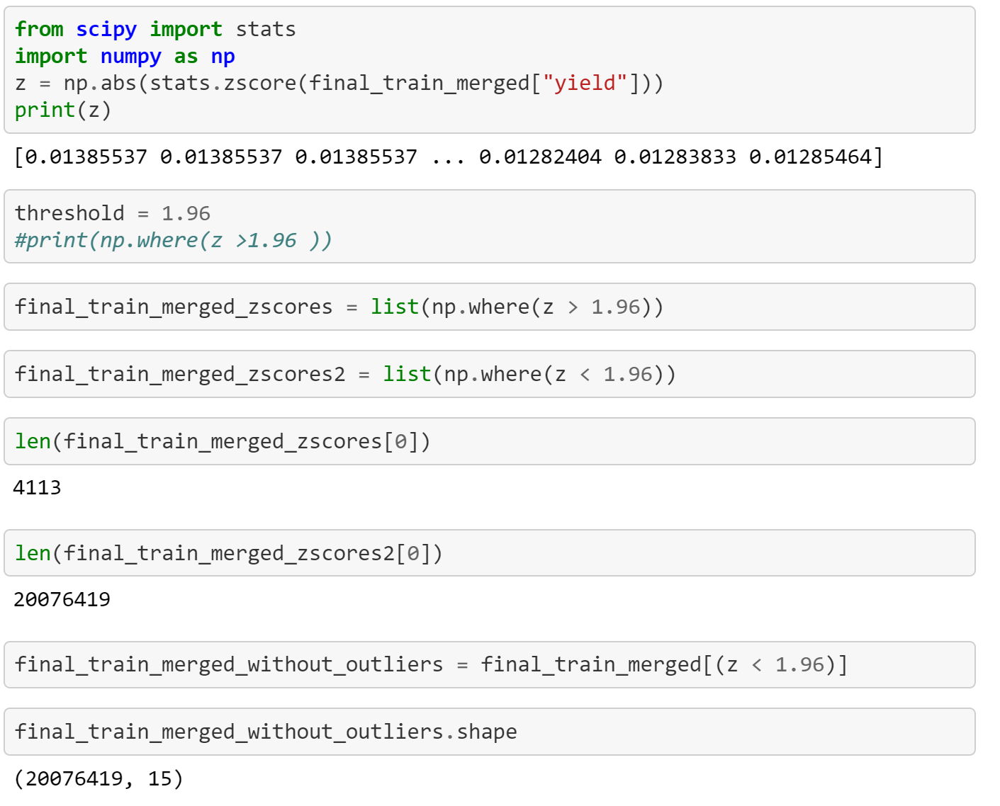 from scipy import stats
import numpy as np
z = np.abs(stats.zscore(final_train_merged["yield"]))
print(z)
[0.01385537 0.01385537 0.01385537 ... 0.01282404 0.01283833 0.01285464]
threshold = 1.96
#print(np.where(z >1.96 ))
final_train_merged_zscores = list(np.where(z > 1.96))
final_train_merged_zscores2 = list(np.where(z < 1.96))
len(final_train_merged_zscores[0])
4113
len(final_train_merged_zscores2[0])
20076419
final_train_merged_without_outliers = final_train_merged[(z < 1.96)]
final_train_merged_without_outliers.shape
(20076419, 15)